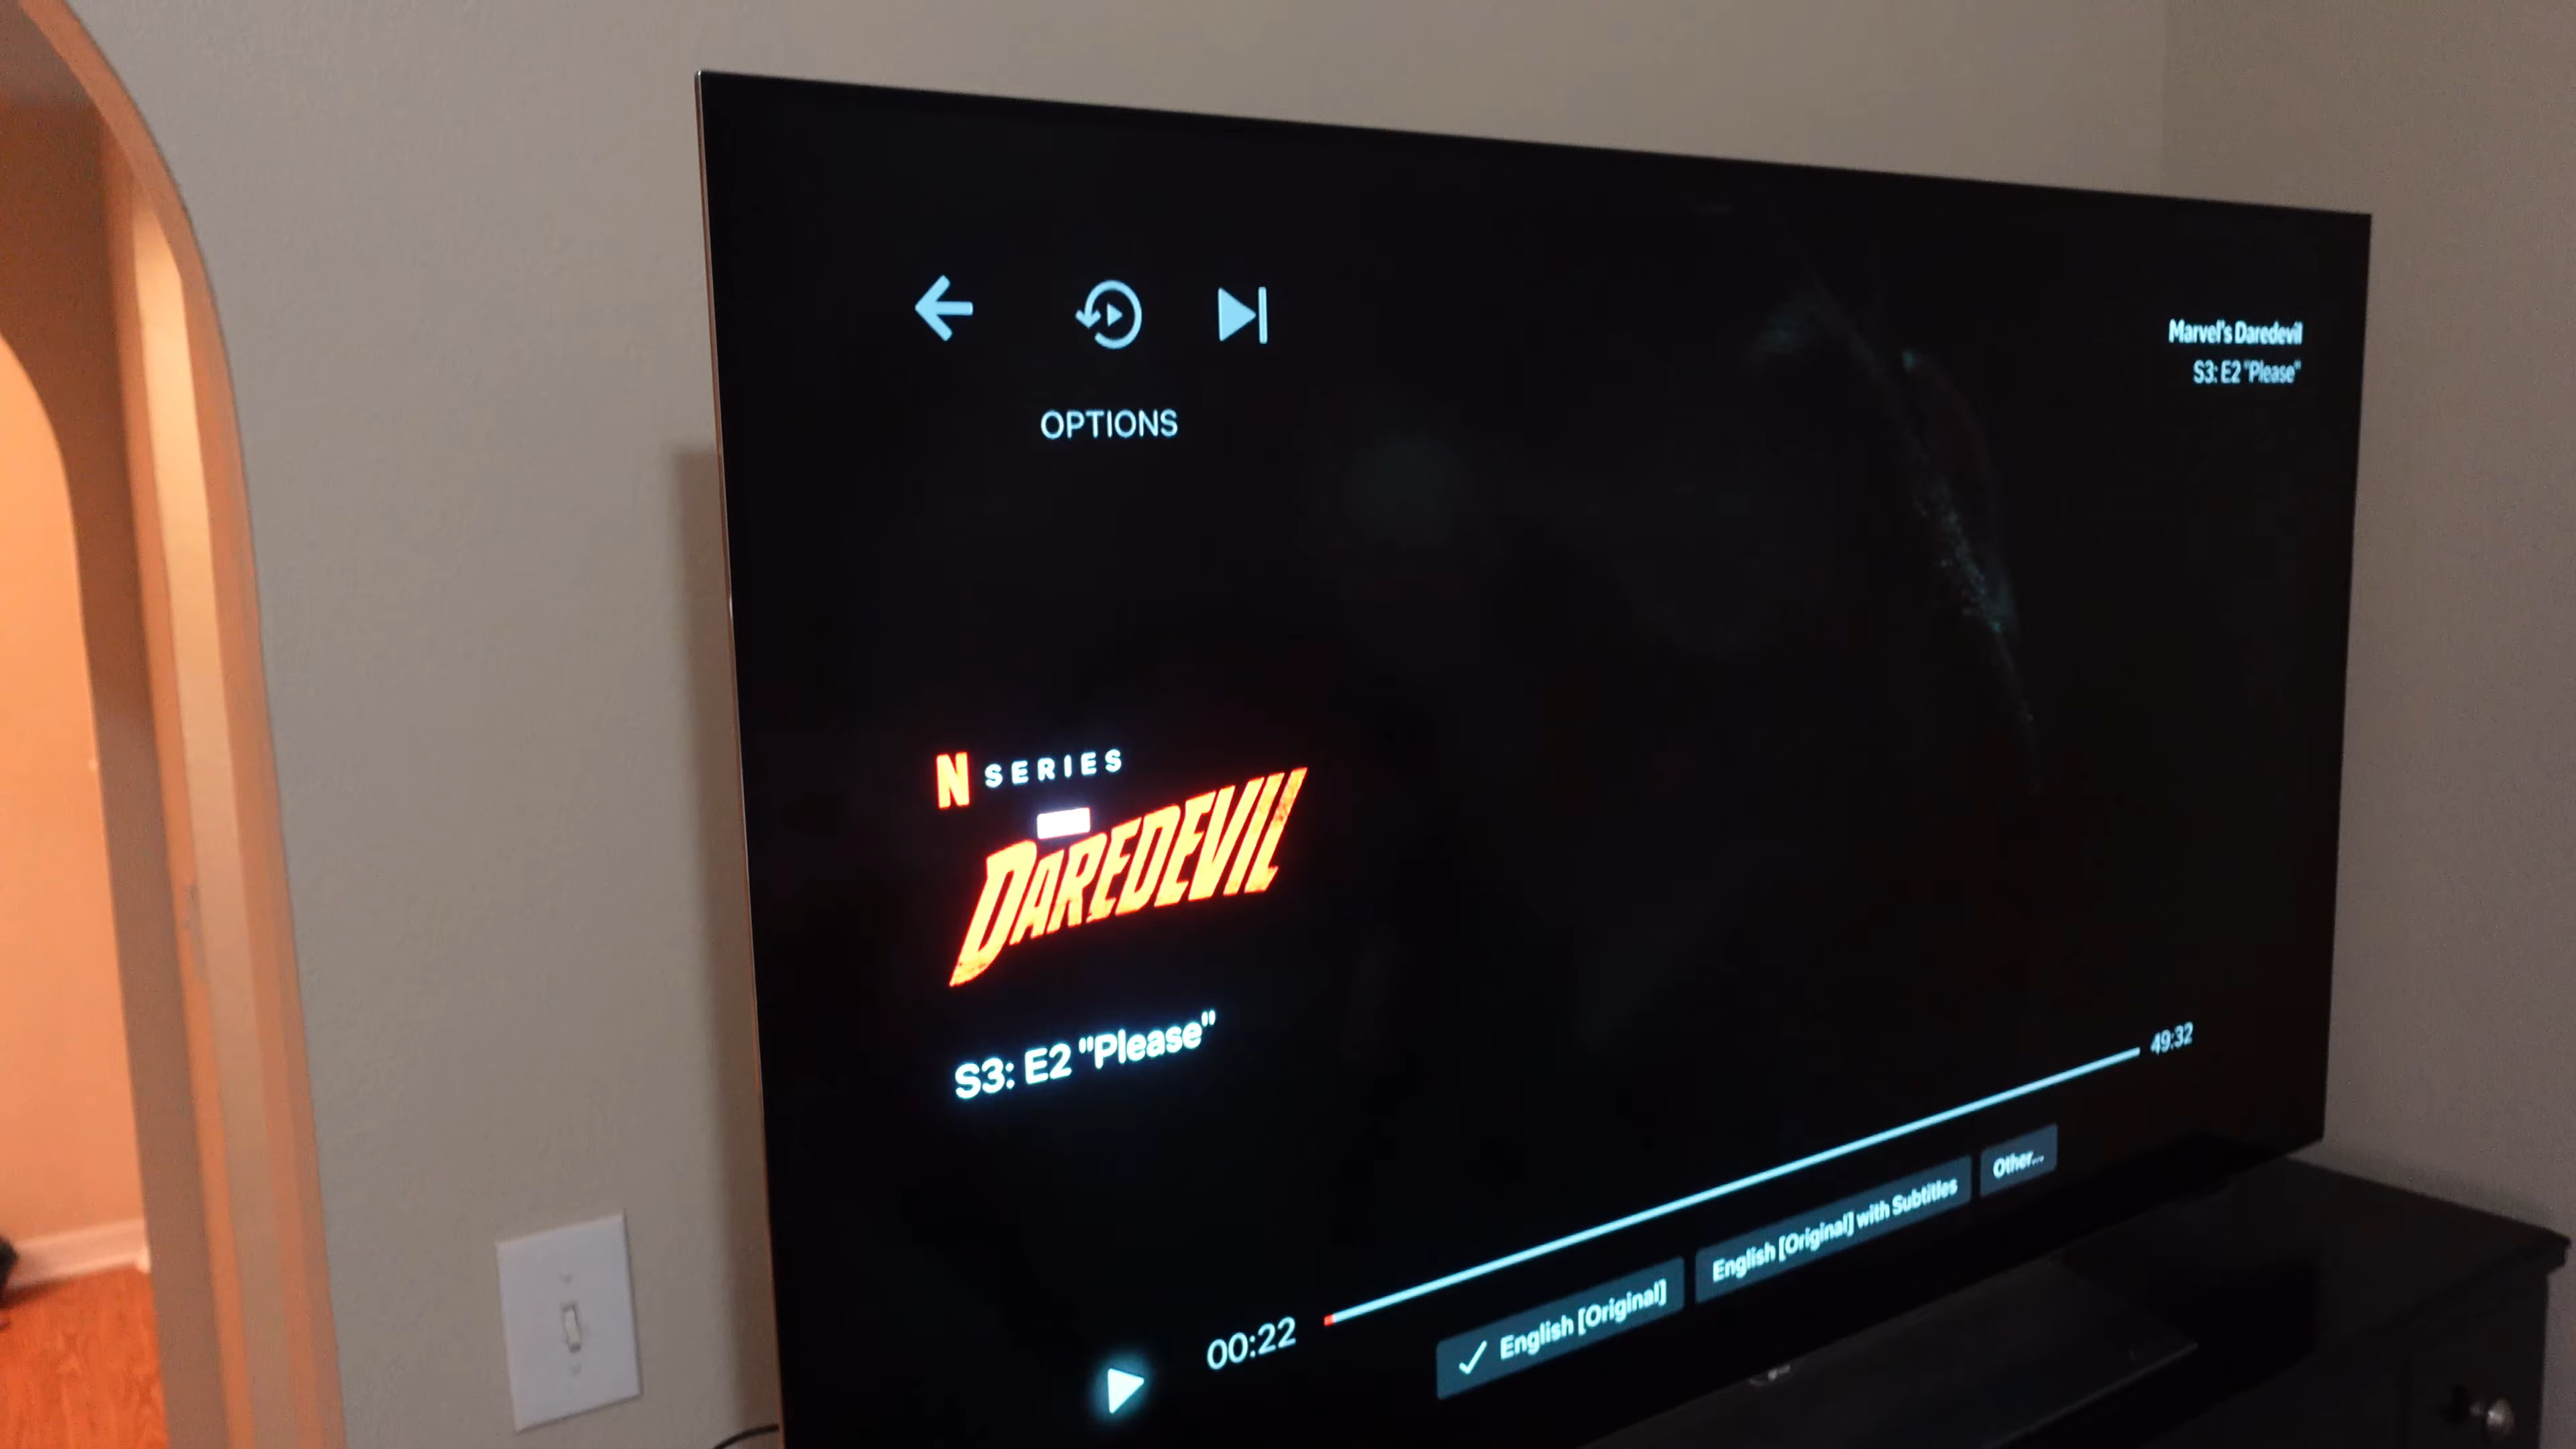 Marvel's Daredevil
S3: E2 "Please"
OPTIONS
N SERIES
DAREDEVIL
S3: E2 "Please"
49:32
00:22
English [Original]
English [Original] with Subtitles
Other...